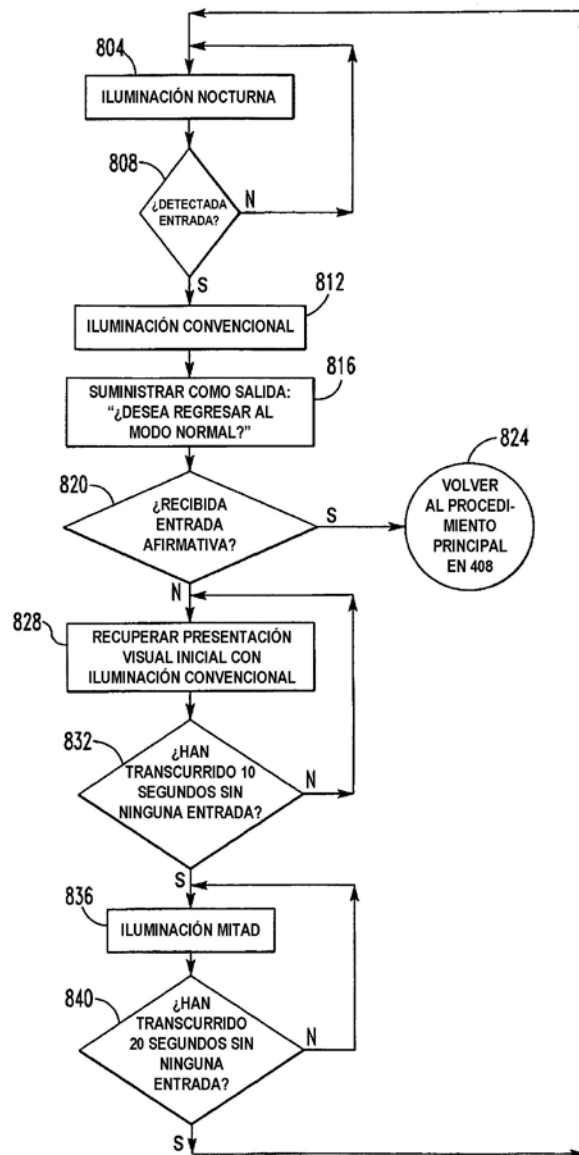 804
ILUMINACIÓN NOCTURNA
808
¿DETECTADA
ENTRADA?
N
S
812
ILUMINACIÓN CONVENCIONAL
816
SUMINISTRAR COMO SALIDA:
“¿DESEA REGRESAR AL
MODO NORMAL?”
820
¿RECIBIDA
ENTRADA
AFIRMATIVA?
S
824
VOLVER
AL PROCEDI-
MIENTO
PRINCIPAL
EN 408
N
828
RECUPERAR PRESENTACIÓN
VISUAL INICIAL CON
ILUMINACIÓN CONVENCIONAL
832
¿HAN
TRANSCURRIDO 10
SEGUNDOS SIN
NINGUNA ENTRADA?
N
S
836
ILUMINACIÓN MITAD
840
¿HAN
TRANSCURRIDO
20 SEGUNDOS SIN
NINGUNA
ENTRADA?
N
S